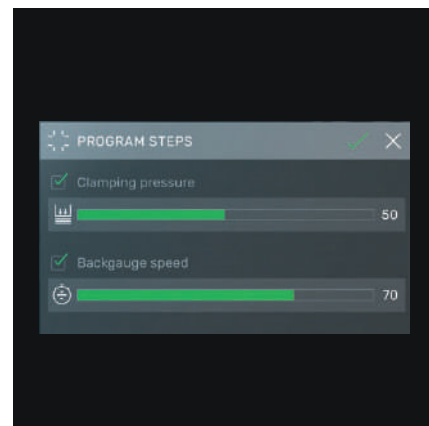 PROGRAM STEPS
Clamping pressure
50
Backgauge speed
70